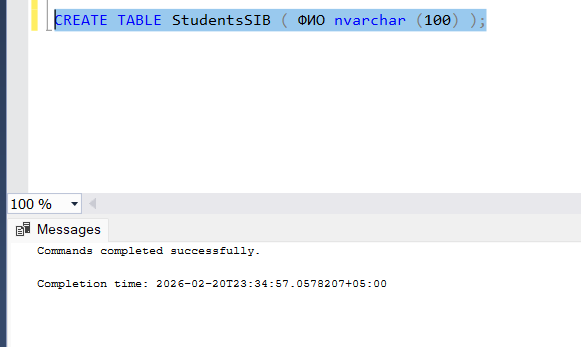 CREATE TABLE StudentsSIB ( ФИО nvarchar (100) );
100 %
Messages
Commands completed successfully.
Completion time: 2026-02-20T23:34:57.0578207+05:00